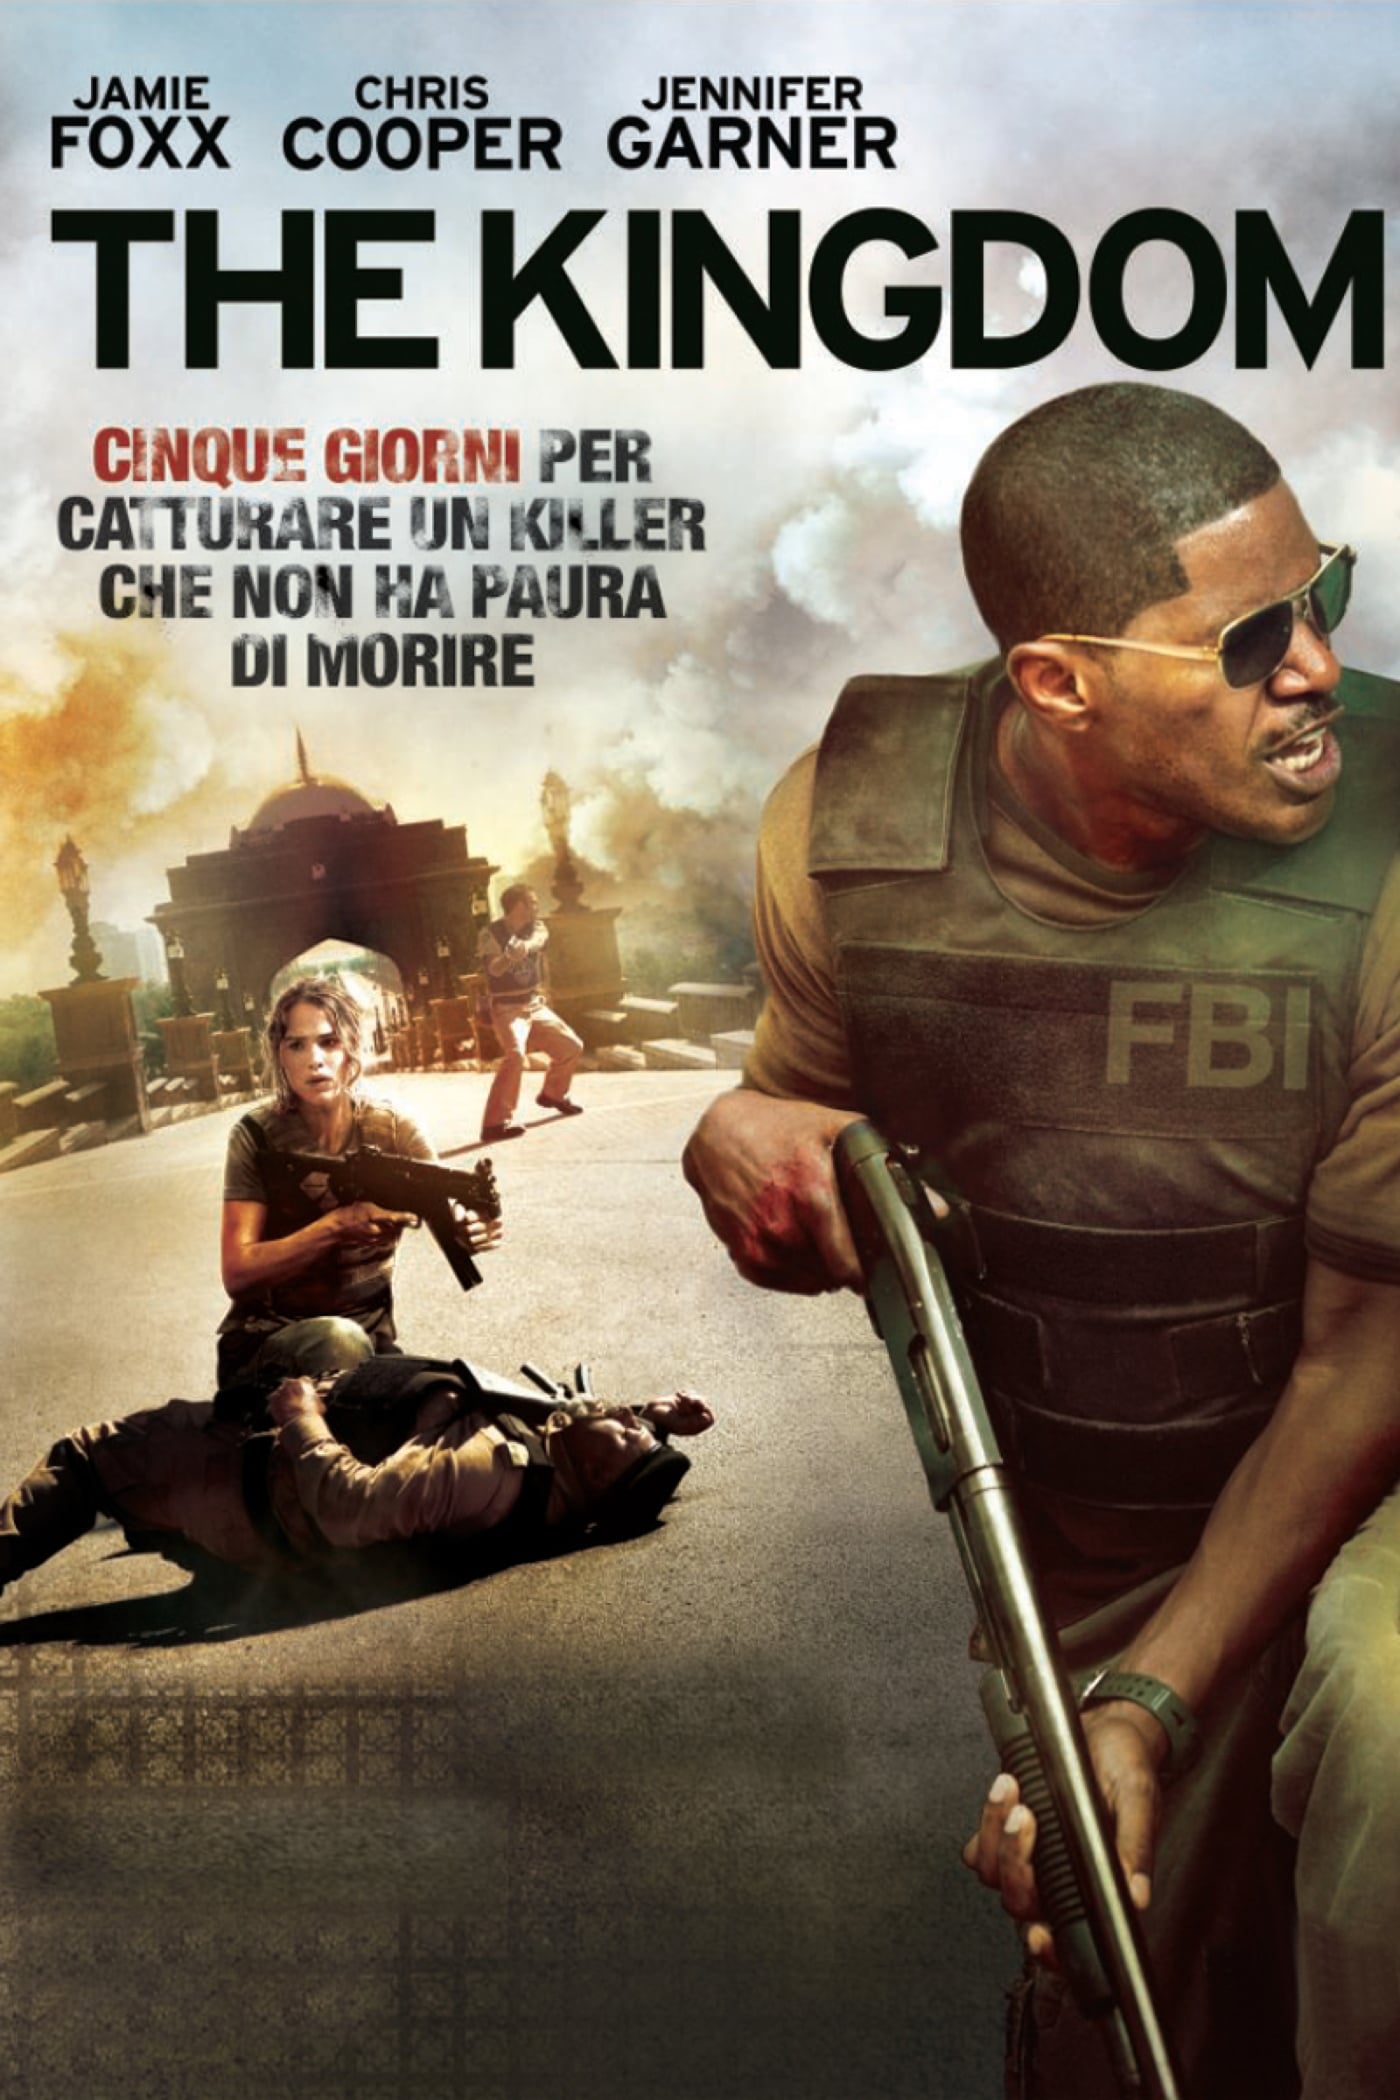 JAMIE CHRIS JENNIFER
FOXX COOPER GARNER
THE KINGDOM
CINQUE GIORNI PER
CATTURARE UN KILLER
CHE NON HA PAURA
DI MORIRE
FBI